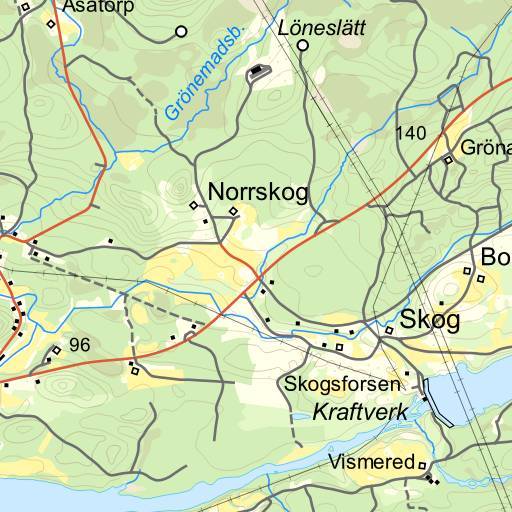 Asatorp
Löneslätt
Grönemadsb.
140
Gröna
Norrskog
Bo
Skog
96
Skogsforsen
Kraftverk
Vismered